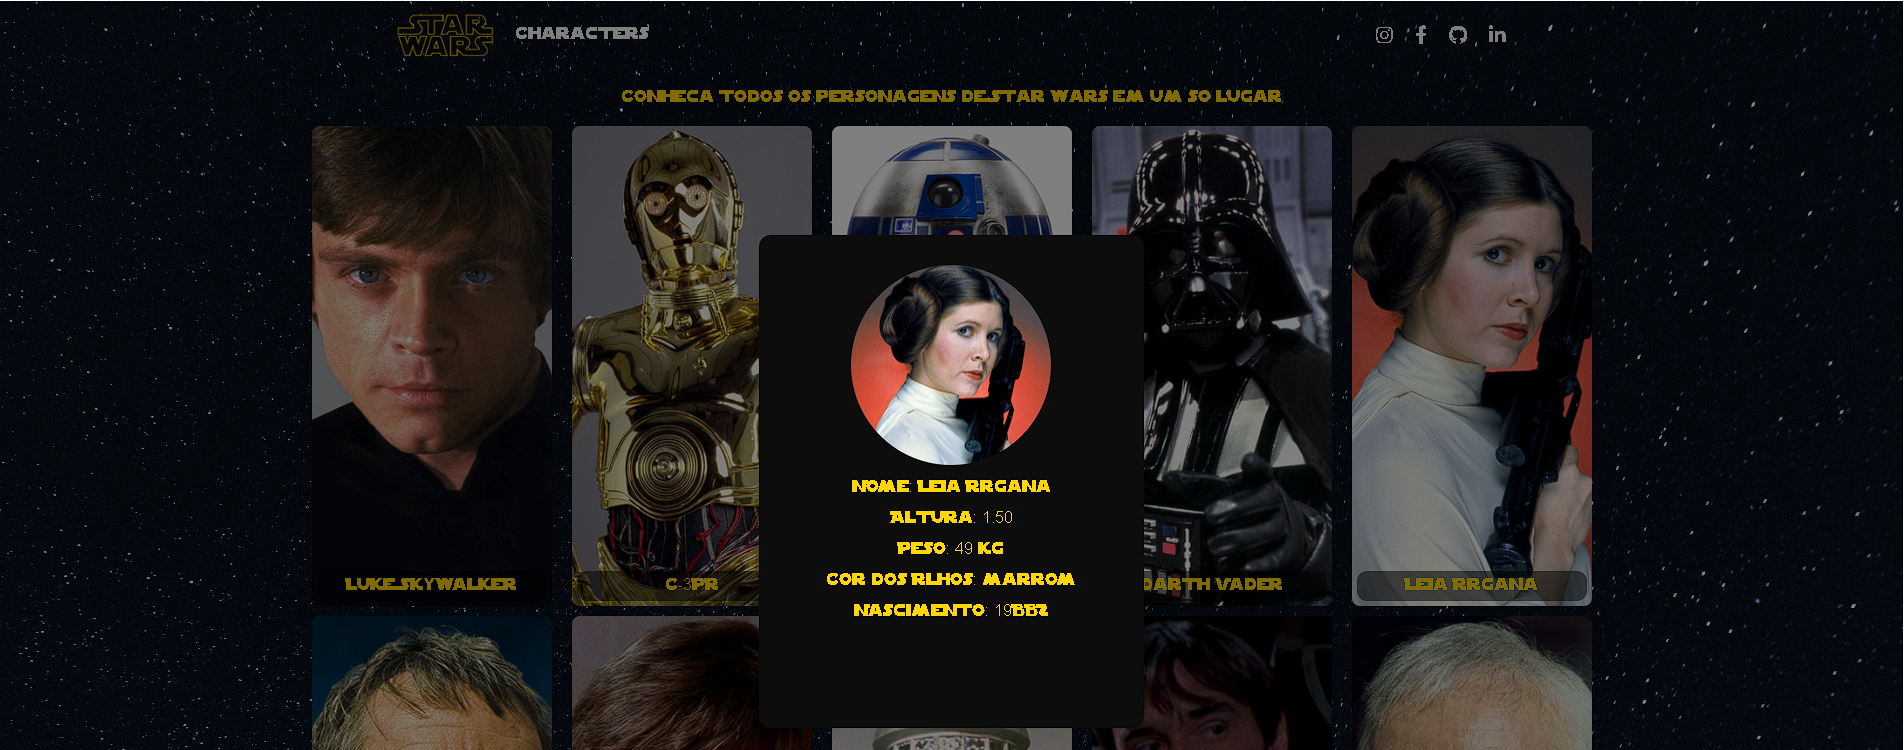 STAR
WARS
CHARACTERS
CONHECA TODOS OS PERSONAGENS DE STAR WARS EM UM SO LUGAR
NOME: LEIA RRGANA
ALTURA: 1.50
PESO: 49 KG
COR DOS RLHOS: MARROM
NASCIMENTO: 19BBZ
LUKE SKYWALKER
C-3PR
DARTH VADER
LEIA RRGANA